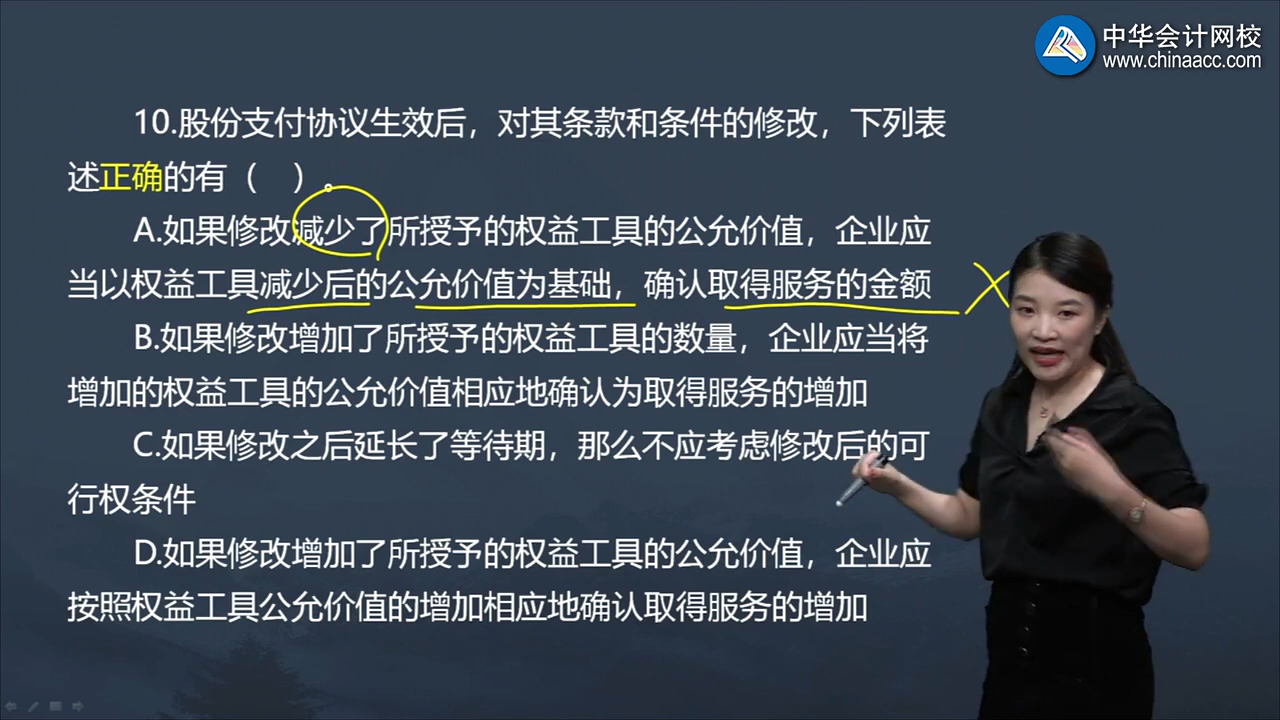 中华会计网校
www.chinaacc.com
10.股份支付协议生效后，对其条款和条件的修改，下列表
述正确的有（　）。
A.如果修改减少了所授予的权益工具的公允价值，企业应
当以权益工具减少后的公允价值为基础，确认取得服务的金额
B.如果修改增加了所授予的权益工具的数量，企业应当将
增加的权益工具的公允价值相应地确认为取得服务的增加
C.如果修改之后延长了等待期，那么不应考虑修改后的可
行权条件
D.如果修改增加了所授予的权益工具的公允价值，企业应
按照权益工具公允价值的增加相应地确认取得服务的增加